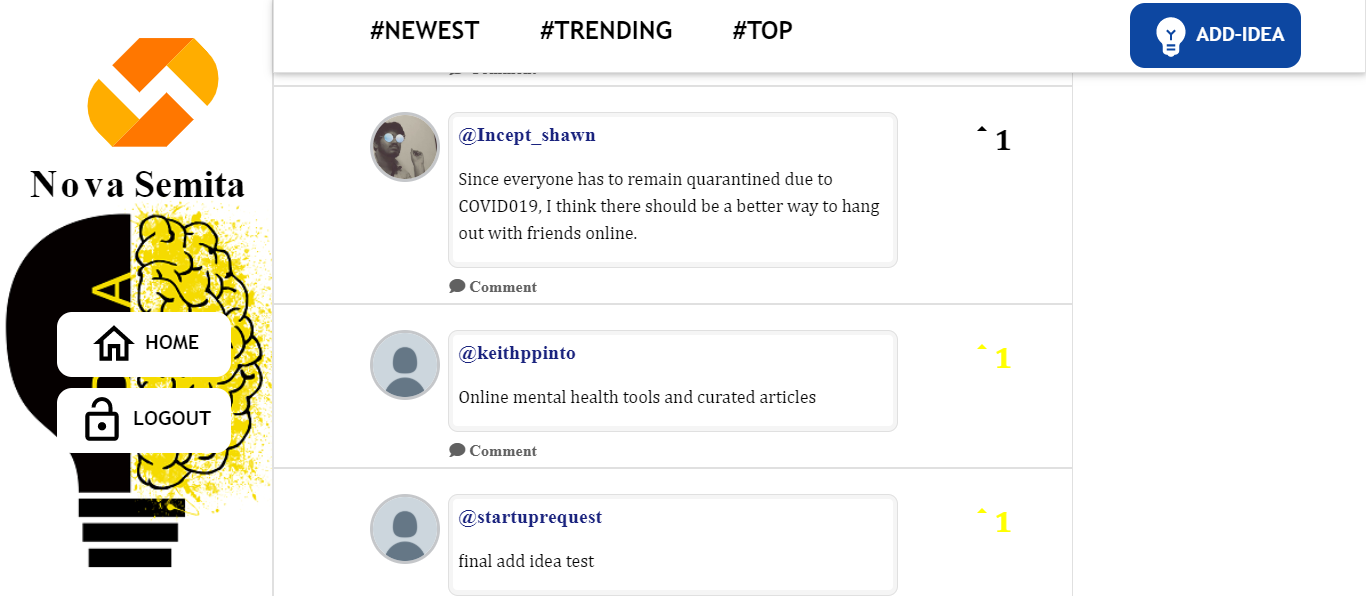 #NEWEST #TRENDING #TOP
ADD-IDEA
Nova Semita
HOME
LOGOUT
Comment
@Incept_shawn
1
Since everyone has to remain quarantined due to
COVID019, I think there should be a better way to hang
out with friends online.
Comment
@keithppinto
1
Online mental health tools and curated articles
Comment
@startuprequest
1
final add idea test